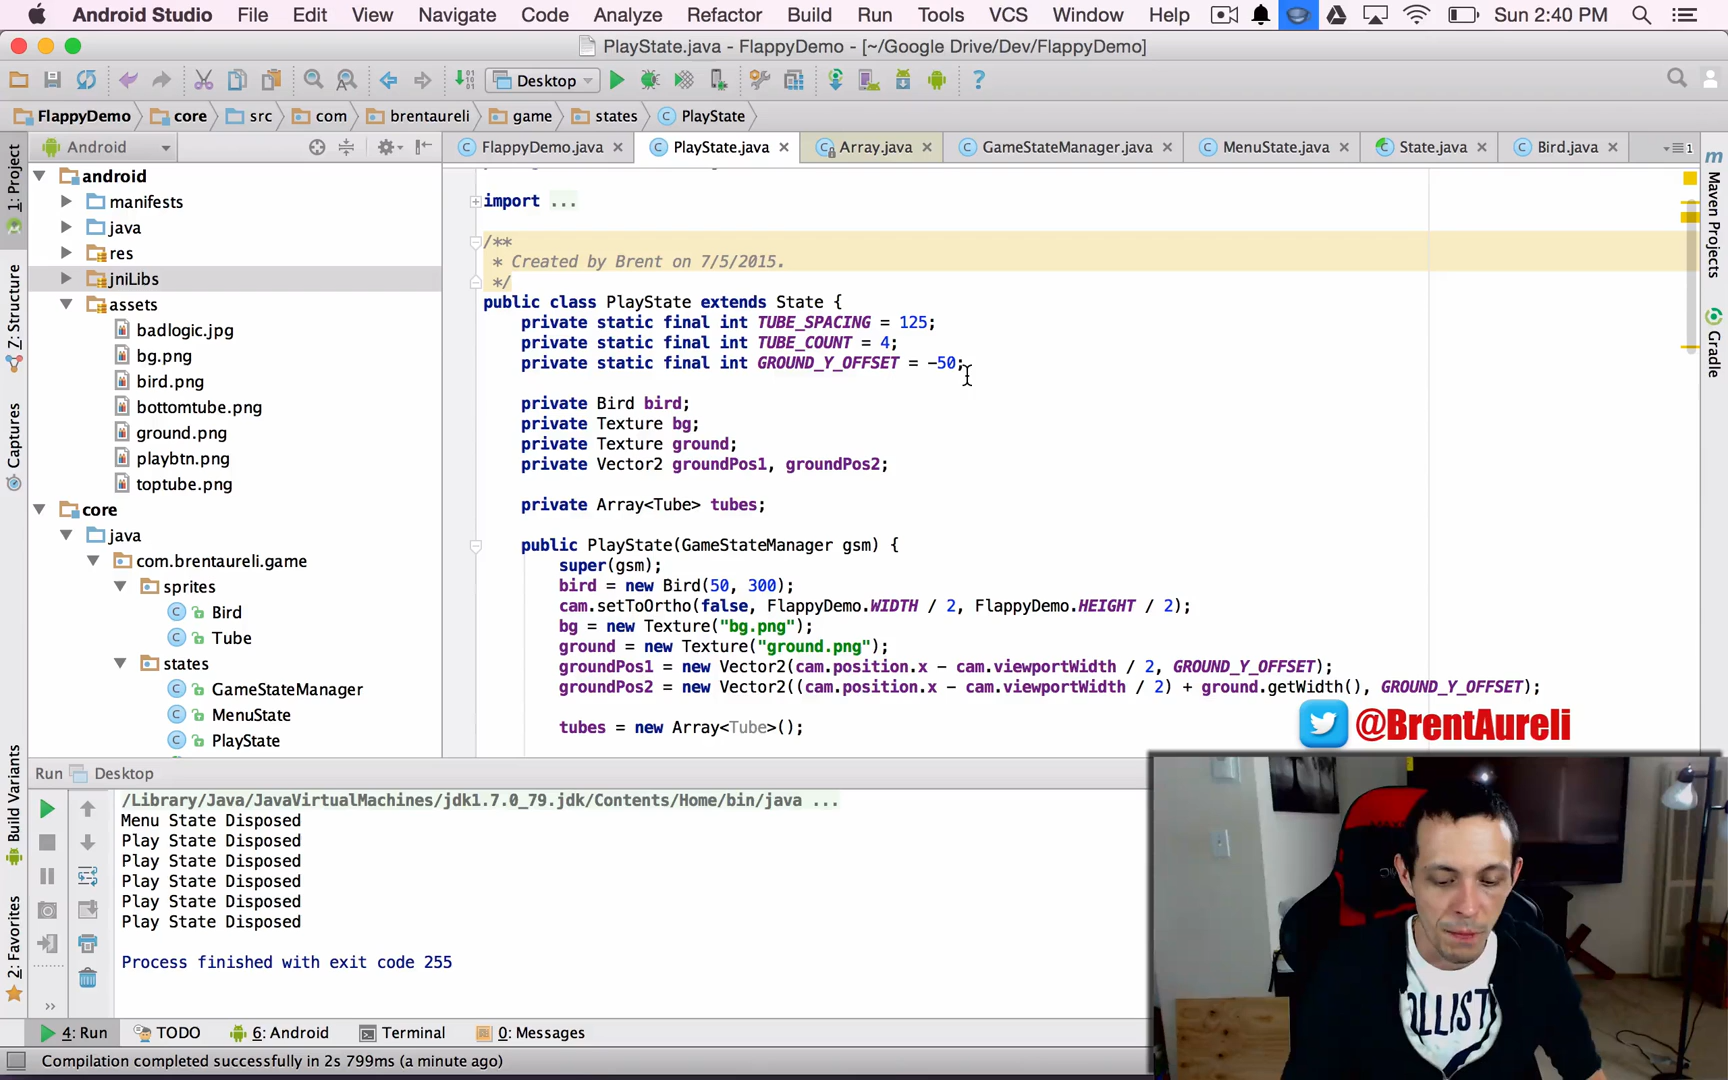 Android Studio File Edit View Navigate Code Analyze Refactor Build Run Tools VCS Window Help Sun 2:40 PM
PlayState.java - FlappyDemo - [~/Google Drive/Dev/FlappyDemo]
Desktop
FlappyDemo core src com brentaureli game states PlayState
Android
FlappyDemo.java PlayState.java Array.java GameStateManager.java MenuState.java State.java Bird.java
1: Project
Z: Structure
Captures
Build Variants
2: Favorites
android
manifests
java
res
jniLibs
assets
badlogic.jpg
bg.png
bird.png
bottomtube.png
ground.png
playbtn.png
toptube.png
core
java
com.brentaureli.game
sprites
Bird
Tube
states
GameStateManager
MenuState
PlayState
import ...
/**
* Created by Brent on 7/5/2015.
*/
public class PlayState extends State {
private static final int TUBE_SPACING = 125;
private static final int TUBE_COUNT = 4;
private static final int GROUND_Y_OFFSET = -50;
private Bird bird;
private Texture bg;
private Texture ground;
private Vector2 groundPos1, groundPos2;
private Array<Tube> tubes;
public PlayState(GameStateManager gsm) {
super(gsm);
bird = new Bird(50, 300);
cam.setToOrtho(false, FlappyDemo.WIDTH / 2, FlappyDemo.HEIGHT / 2);
bg = new Texture("bg.png");
ground = new Texture("ground.png");
groundPos1 = new Vector2(cam.position.x - cam.viewportWidth / 2, GROUND_Y_OFFSET);
groundPos2 = new Vector2((cam.position.x - cam.viewportWidth / 2) + ground.getWidth(), GROUND_Y_OFFSET);
tubes = new Array<Tube>();
@BrentAureli
Maven Projects
Gradle
Run Desktop
/Library/Java/JavaVirtualMachines/jdk1.7.0_79.jdk/Contents/Home/bin/java ...
Menu State Disposed
Play State Disposed
Play State Disposed
Play State Disposed
Play State Disposed
Play State Disposed
Process finished with exit code 255
4: Run TODO 6: Android Terminal 0: Messages
Compilation completed successfully in 2s 799ms (a minute ago)